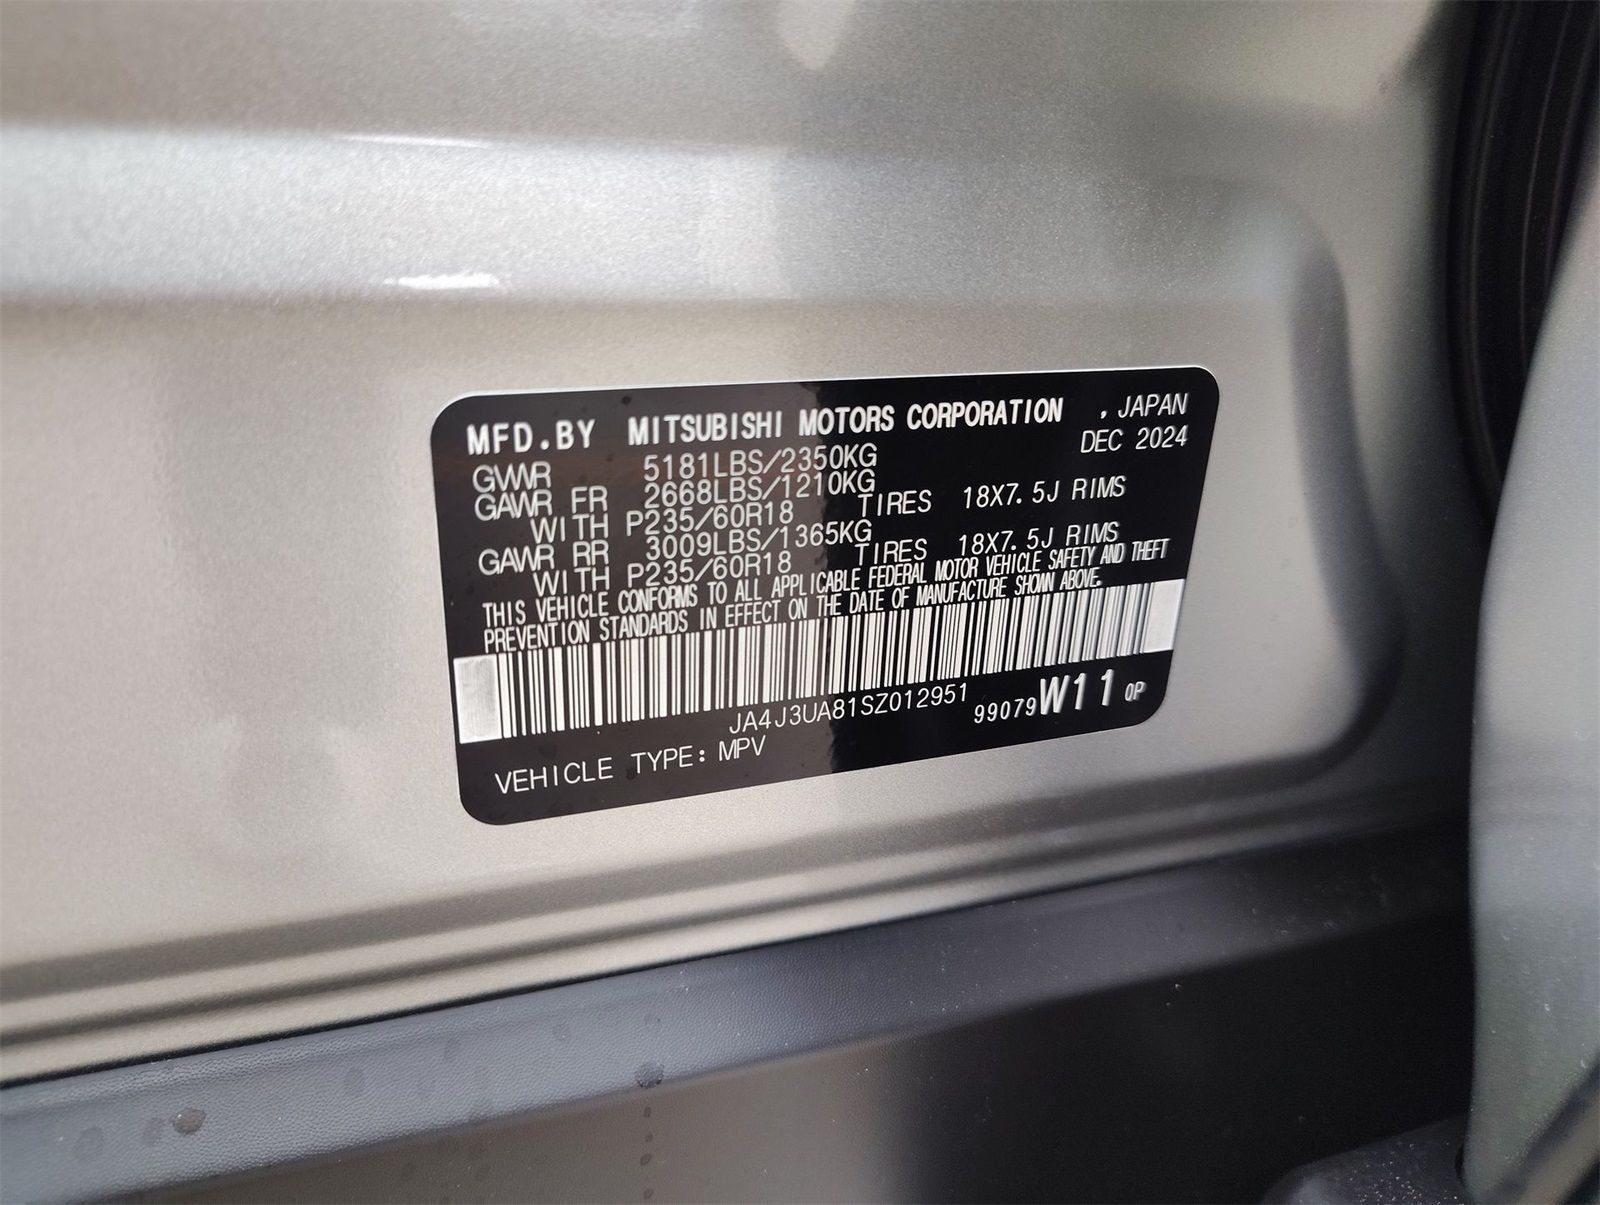 MFD.BY MITSUBISHI MOTORS CORPORATION , JAPAN
DEC 2024
GVWR 5181LBS/2350KG
GAWR FR 2668LBS/1210KG
WITH P235/60R18 TIRES 18X7.5J RIMS
GAWR RR 3009LBS/1365KG
WITH P235/60R18 TIRES 18X7.5J RIMS
THIS VEHICLE CONFORMS TO ALL APPLICABLE FEDERAL MOTOR VEHICLE SAFETY AND THEFT
PREVENTION STANDARDS IN EFFECT ON THE DATE OF MANUFACTURE SHOWN ABOVE.
JA4J3UA81SZ012951 99079W11 0P
VEHICLE TYPE: MPV